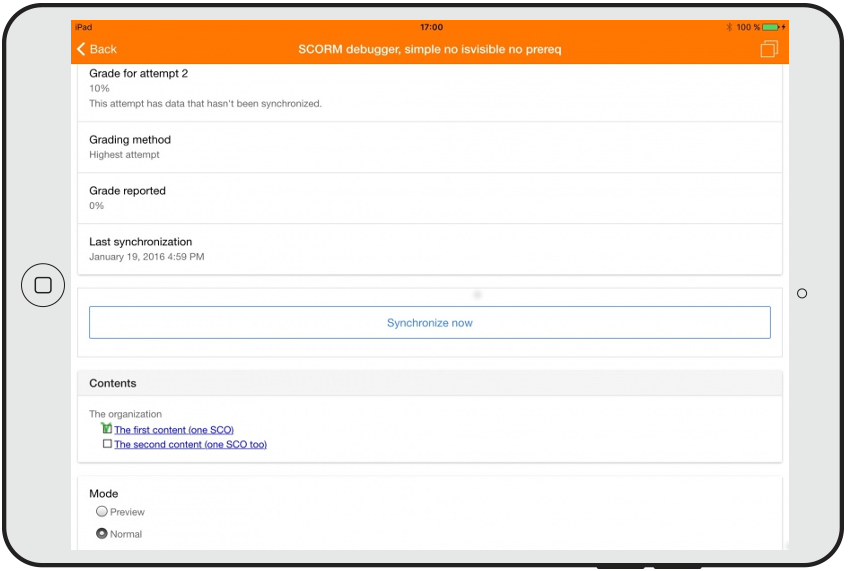 iPad 17:00 100 %
Back SCORM debugger, simple no isvisible no prereq
Grade for attempt 2
10%
This attempt has data that hasn't been synchronized.
Grading method
Highest attempt
Grade reported
0%
Last synchronization
January 19, 2016 4:59 PM
Synchronize now
Contents
The organization
The first content (one SCO)
The second content (one SCO too)
Mode
Preview
Normal